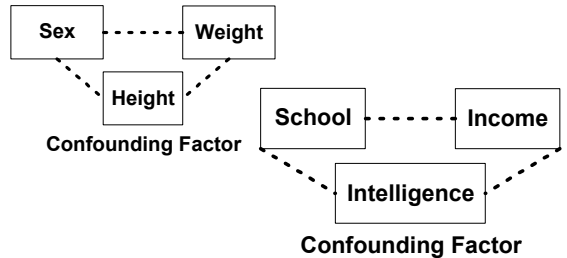 Sex
Weight
Height
Confounding Factor
School
Income
Intelligence
Confounding Factor